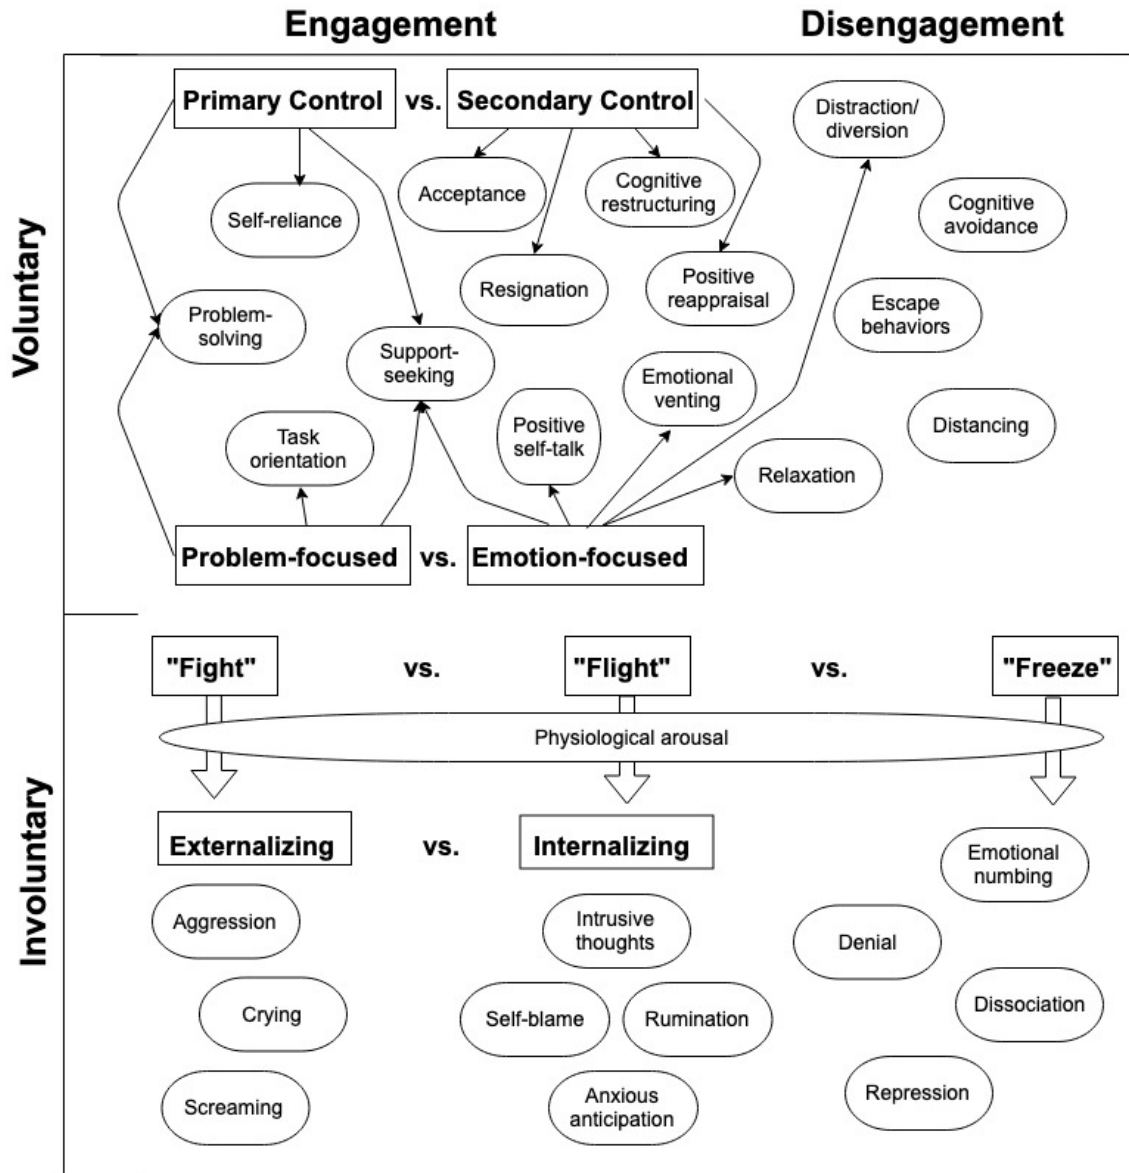 Engagement
Disengagement
Voluntary
Primary Control
vs.
Secondary Control
Distraction/
diversion
Self-reliance
Acceptance
Cognitive
restructuring
Cognitive
avoidance
Problem-
solving
Resignation
Positive
reappraisal
Escape
behaviors
Support-
seeking
Emotional
venting
Task
orientation
Positive
self-talk
Distancing
Relaxation
Problem-focused
vs.
Emotion-focused
Involuntary
"Fight"
vs.
"Flight"
vs.
"Freeze"
Physiological arousal
Externalizing
vs.
Internalizing
Emotional
numbing
Aggression
Intrusive
thoughts
Denial
Crying
Self-blame
Rumination
Dissociation
Screaming
Anxious
anticipation
Repression